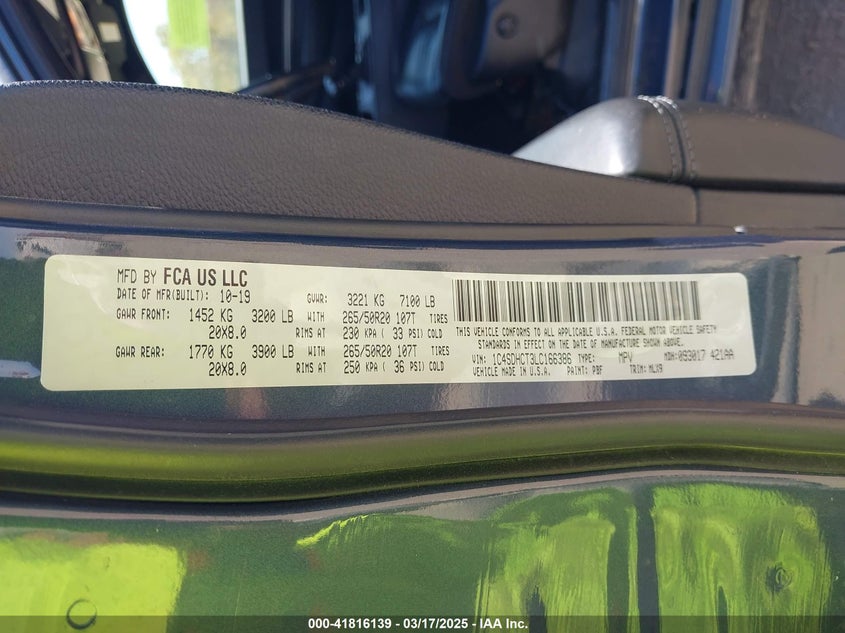 MFD BY FCA US LLC
DATE OF MFR(BUILT): 10-19 GVWR: 3221 KG 7100 LB
GAWR FRONT: 1452 KG 3200 LB WITH 265/50R20 107T TIRES
20X8.0 RIMS AT 230 KPA ( 33 PSI) COLD
GAWR REAR: 1770 KG 3900 LB WITH 265/50R20 107T TIRES
20X8.0 RIMS AT 250 KPA ( 36 PSI) COLD
THIS VEHICLE CONFORMS TO ALL APPLICABLE U.S.A. FEDERAL MOTOR VEHICLE SAFETY
STANDARDS IN EFFECT ON THE DATE OF MANUFACTURE SHOWN ABOVE.
VIN: 1C4SDHCT3LC166386 TYPE: MPV MDH: 093017 421AA
MADE IN U.S.A. PAINT: PBF TRIM: MLX9
000-41816139 - 03/17/2025 - IAA Inc.